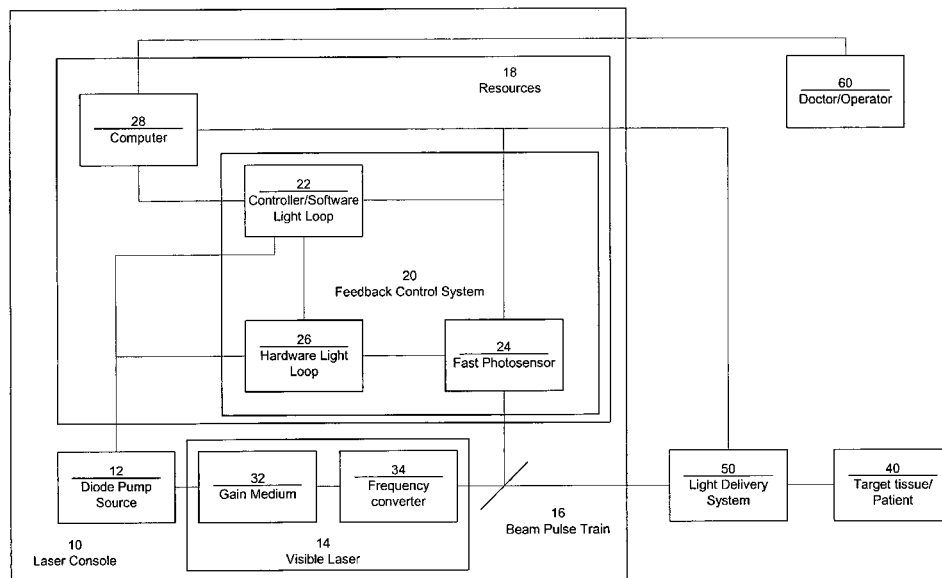 18
Resources
60
Doctor/Operator
28
Computer
22
Controller/Software
Light Loop
20
Feedback Control System
26
Hardware Light
Loop
24
Fast Photosensor
12
Diode Pump
Source
32
Gain Medium
34
Frequency
converter
50
Light Delivery
System
40
Target tissue/
Patient
16
Beam Pulse Train
10
Laser Console
14
Visible Laser